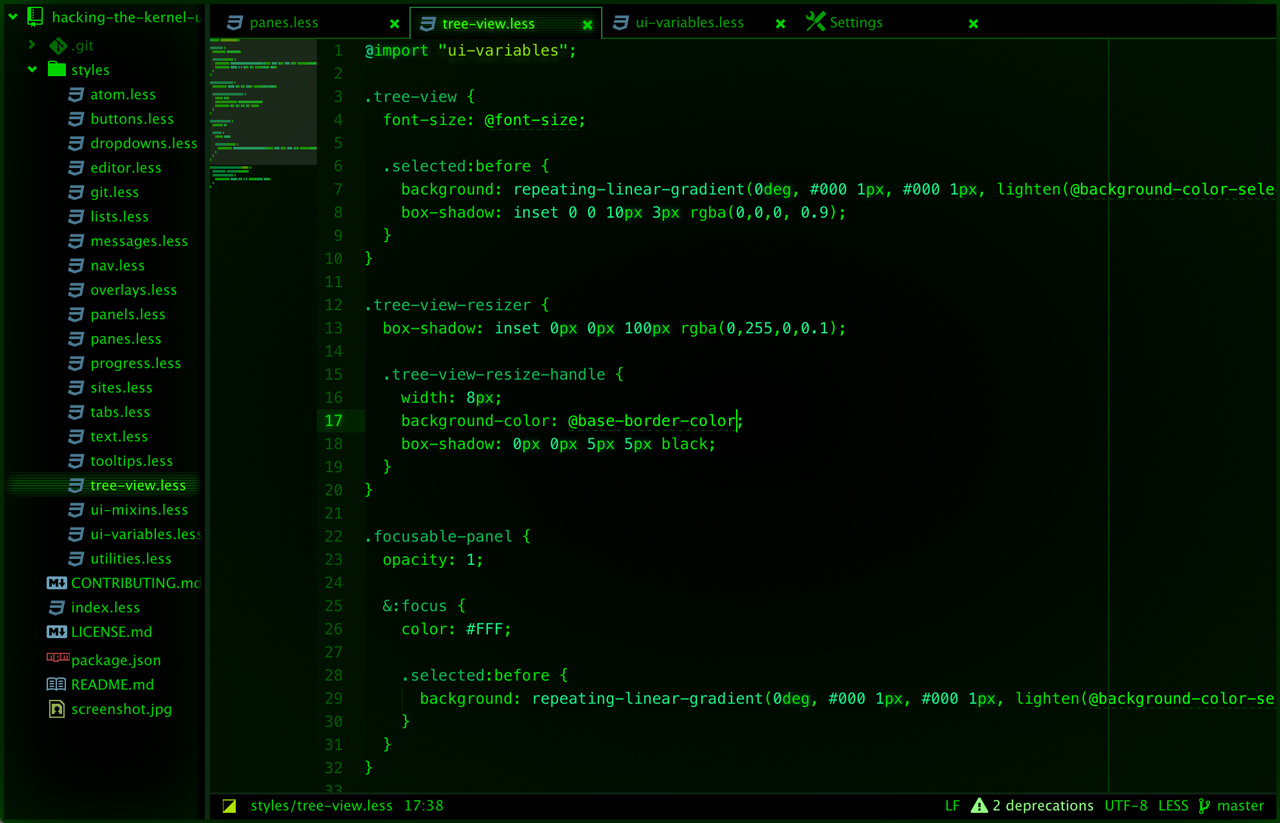 hacking-the-kernel-u
.git
styles
atom.less
buttons.less
dropdowns.less
editor.less
git.less
lists.less
messages.less
nav.less
overlays.less
panels.less
panes.less
progress.less
sites.less
tabs.less
text.less
tooltips.less
tree-view.less
ui-mixins.less
ui-variables.less
utilities.less
CONTRIBUTING.md
index.less
LICENSE.md
package.json
README.md
screenshot.jpg
panes.less
tree-view.less
ui-variables.less
Settings
1 @import "ui-variables";
2
3 .tree-view {
4 font-size: @font-size;
5
6 .selected:before {
7 background: repeating-linear-gradient(0deg, #000 1px, #000 1px, lighten(@background-color-sele
8 box-shadow: inset 0 0 10px 3px rgba(0,0,0, 0.9);
9 }
10 }
11
12 .tree-view-resizer {
13 box-shadow: inset 0px 0px 100px rgba(0,255,0,0.1);
14
15 .tree-view-resize-handle {
16 width: 8px;
17 background-color: @base-border-color;
18 box-shadow: 0px 0px 5px 5px black;
19 }
20 }
21
22 .focusable-panel {
23 opacity: 1;
24
25 &:focus {
26 color: #FFF;
27
28 .selected:before {
29 background: repeating-linear-gradient(0deg, #000 1px, #000 1px, lighten(@background-color-se
30 }
31 }
32 }
33
styles/tree-view.less 17:38
LF 2 deprecations UTF-8 LESS master